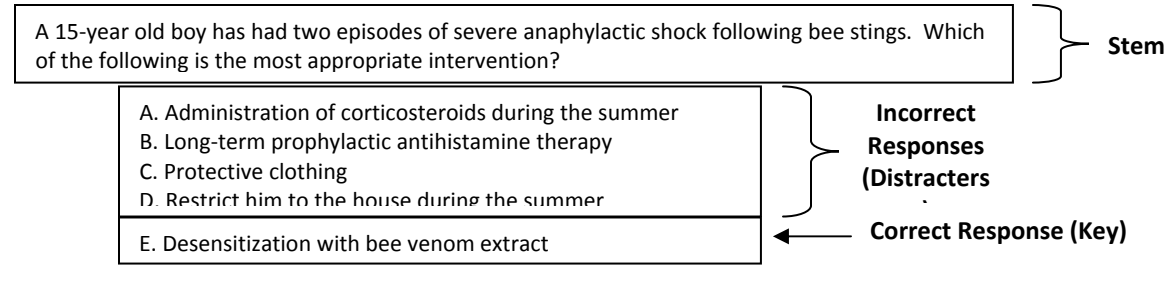 A 15-year old boy has had two episodes of severe anaphylactic shock following bee stings. Which
of the following is the most appropriate intervention?
Stem
A. Administration of corticosteroids during the summer
B. Long-term prophylactic antihistamine therapy
C. Protective clothing
D. Restrict him to the house during the summer
Incorrect
Responses
(Distracters
E. Desensitization with bee venom extract
Correct Response (Key)